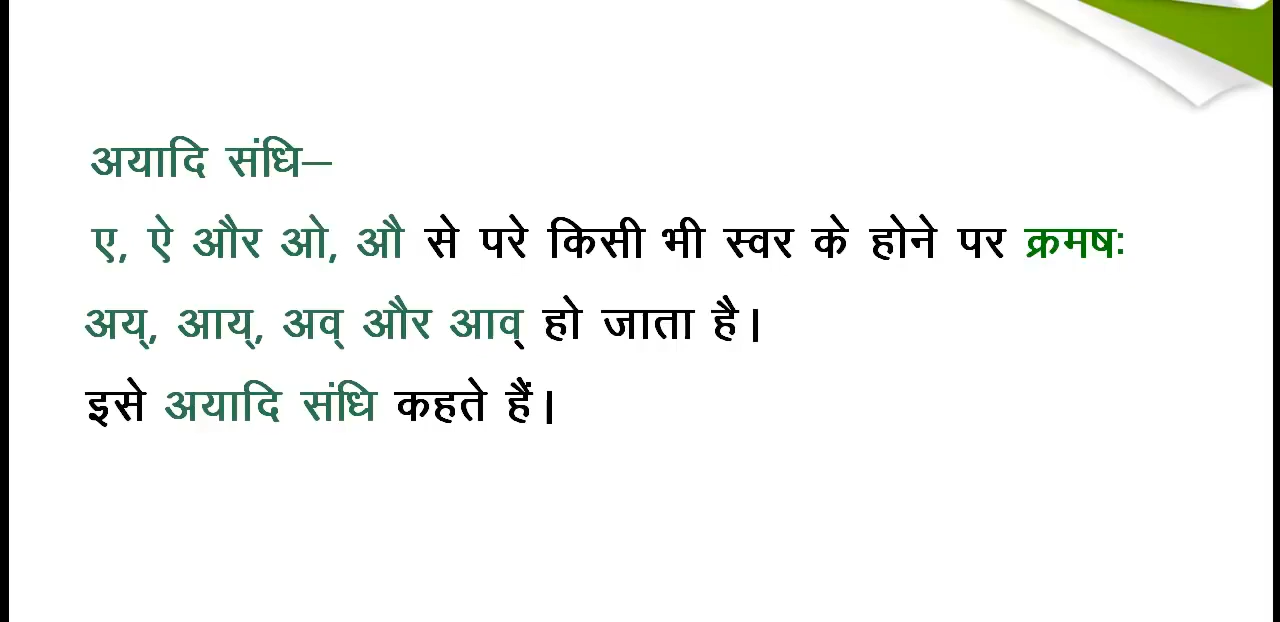 अयादि संधि—
ए, ऐ और ओ, औ से परे किसी भी स्वर के होने पर क्रमषः
अय्, आय्, अव् और आव् हो जाता है।
इसे अयादि संधि कहते हैं।